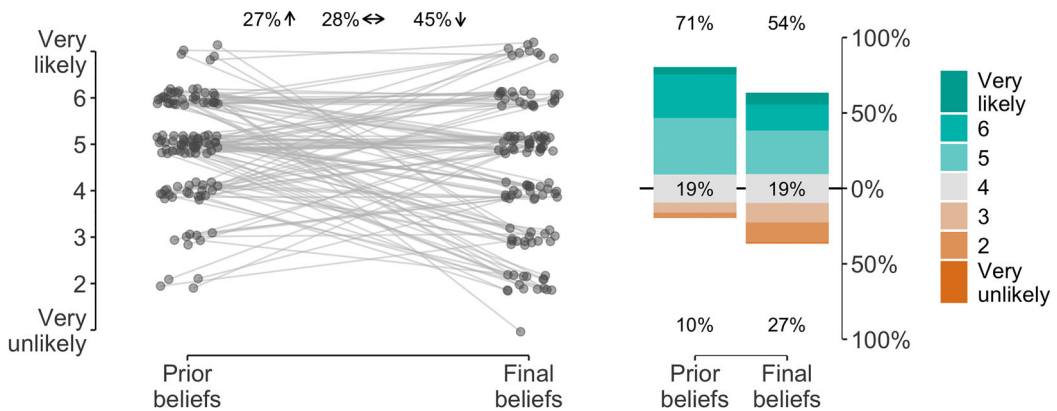 27%↑ 28%↔ 45%↓
Very
likely
6
5
4
3
2
Very
unlikely
Prior
beliefs
Final
beliefs
71% 54%
19% 19%
10% 27%
100%
50%
0%
50%
100%
Prior
beliefs
Final
beliefs
Very
likely
6
5
4
3
2
Very
unlikely